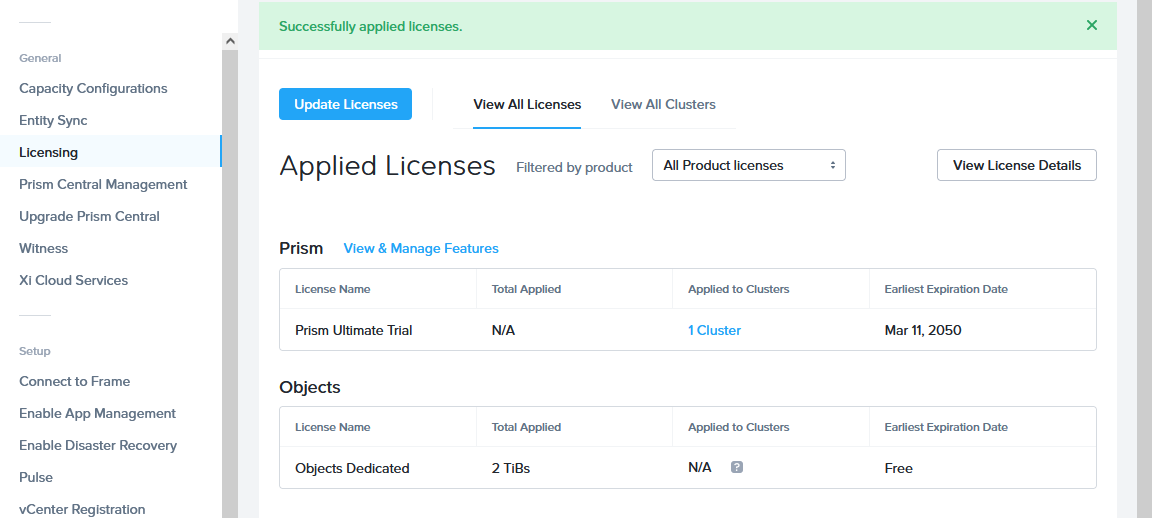 Successfully applied licenses.
General
Capacity Configurations
Entity Sync
Licensing
Prism Central Management
Upgrade Prism Central
Witness
Xi Cloud Services
Setup
Connect to Frame
Enable App Management
Enable Disaster Recovery
Pulse
vCenter Registration
Update Licenses
View All Licenses
View All Clusters
Applied Licenses
Filtered by product
All Product licenses
View License Details
Prism View & Manage Features
License Name Total Applied Applied to Clusters Earliest Expiration Date
Prism Ultimate Trial N/A 1 Cluster Mar 11, 2050
Objects
License Name Total Applied Applied to Clusters Earliest Expiration Date
Objects Dedicated 2 TiBs N/A ? Free